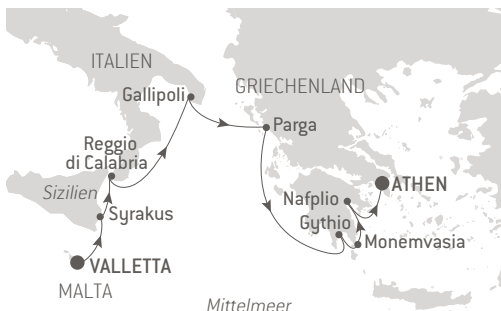 ITALIEN
Gallipoli
GRIECHENLAND
Parga
Reggio
di Calabria
Sizilien
Syrakus
VALLETTA
MALTA
Nafplio
ATHEN
Gythio
Monemvasia
Mittelmeer